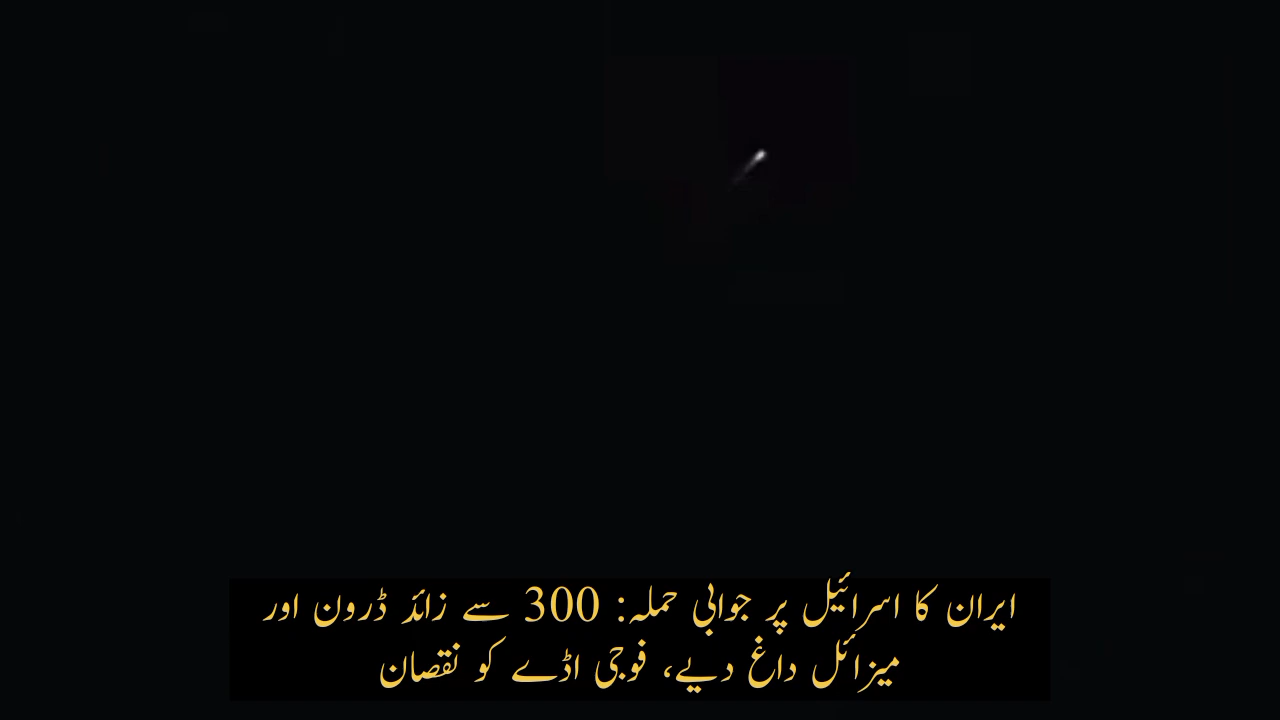 ایران کا اسرائیل پر جوابی حملہ: 300 سے زائد ڈرون اور
میزائل داغ دیے، فوجی اڈے کو نقصان